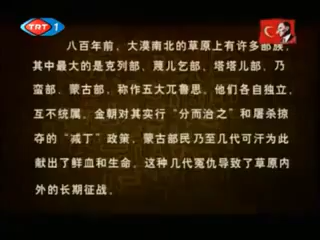 TRT 1
八百年前，大漠南北的草原上有许多部族，
其中最大的是克列部、蔑儿乞部、塔塔儿部、乃
蛮部、蒙古部，称作五大兀鲁思。他们各自独立，
互不统属，金朝对其实行“分而治之”和屠杀掠
夺的“减丁”政策，蒙古部民乃至几代可汗为此
献出了鲜血和生命。这种几代冤仇导致了草原内
外的长期征战。